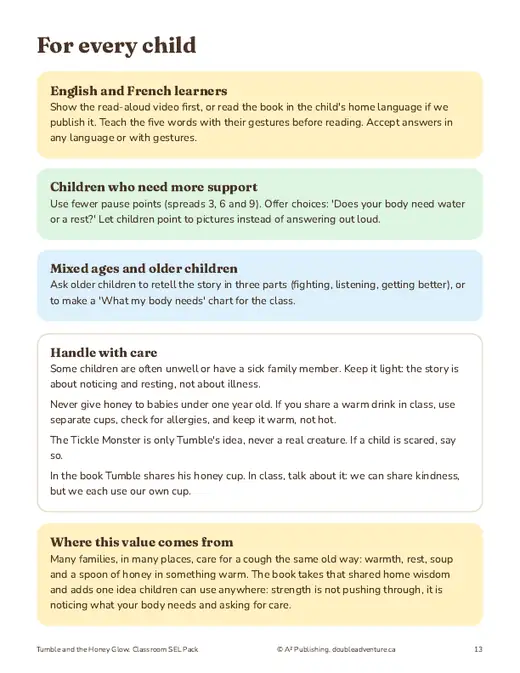 For every child
English and French learners
Show the read-aloud video first, or read the book in the child's home language if we
publish it. Teach the five words with their gestures before reading. Accept answers in
any language or with gestures.
Children who need more support
Use fewer pause points (spreads 3, 6 and 9). Offer choices: 'Does your body need water
or a rest?' Let children point to pictures instead of answering out loud.
Mixed ages and older children
Ask older children to retell the story in three parts (fighting, listening, getting better), or
to make a 'What my body needs' chart for the class.
Handle with care
Some children are often unwell or have a sick family member. Keep it light: the story is
about noticing and resting, not about illness.
Never give honey to babies under one year old. If you share a warm drink in class, use
separate cups, check for allergies, and keep it warm, not hot.
The Tickle Monster is only Tumble's idea, never a real creature. If a child is scared, say
so.
In the book Tumble shares his honey cup. In class, talk about it: we can share kindness,
but we each use our own cup.
Where this value comes from
Many families, in many places, care for a cough the same old way: warmth, rest, soup
and a spoon of honey in something warm. The book takes that shared home wisdom
and adds one idea children can use anywhere: strength is not pushing through, it is
noticing what your body needs and asking for care.
Tumble and the Honey Glow. Classroom SEL Pack
© A² Publishing, doubleadventure.ca
13